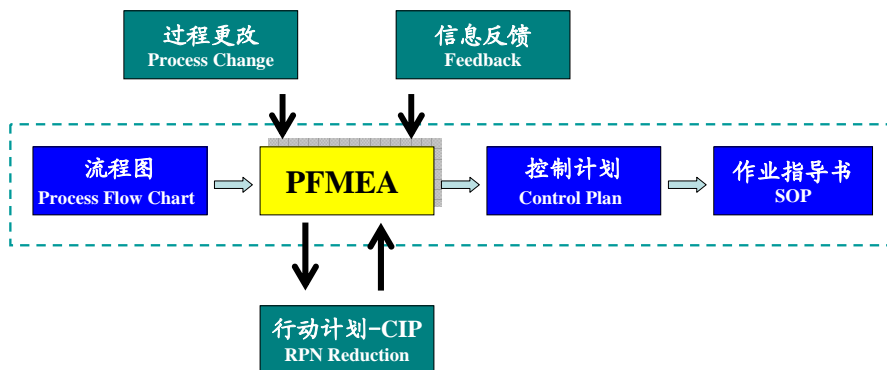 过程更改
Process Change
信息反馈
Feedback
流程图
Process Flow Chart
PFMEA
控制计划
Control Plan
作业指导书
SOP
行动计划-CIP
RPN Reduction